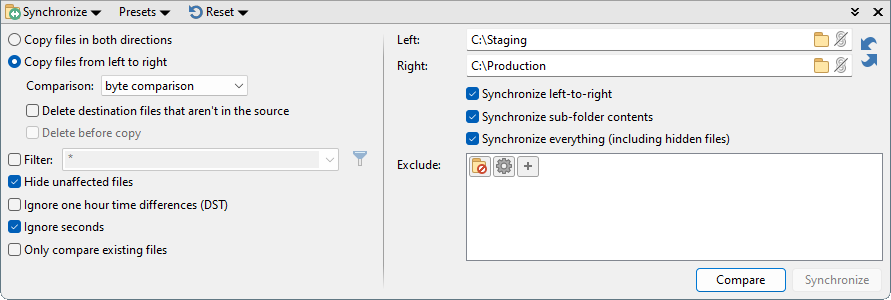 Synchronize Presets Reset
Copy files in both directions
Copy files from left to right
Comparison: byte comparison
Delete destination files that aren't in the source
Delete before copy
Filter: *
Hide unaffected files
Ignore one hour time differences (DST)
Ignore seconds
Only compare existing files
Left: C:\Staging
Right: C:\Production
Synchronize left-to-right
Synchronize sub-folder contents
Synchronize everything (including hidden files)
Exclude:
Compare Synchronize